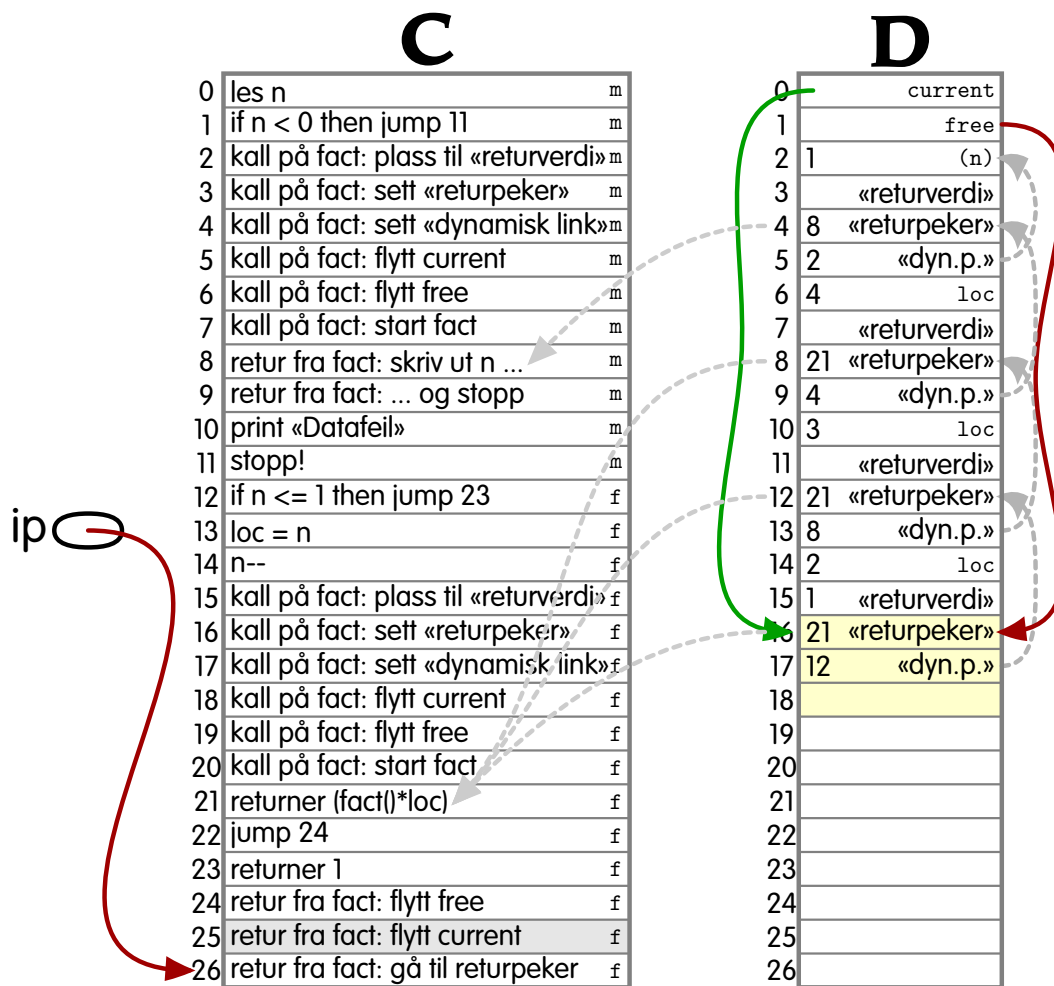 C D
0 les n m
1 if n < 0 then jump 11 m
2 kall på fact: plass til «returverdi» m
3 kall på fact: sett «returpeker» m
4 kall på fact: sett «dynamisk link» m
5 kall på fact: flytt current m
6 kall på fact: flytt free m
7 kall på fact: start fact m
8 retur fra fact: skriv ut n ... m
9 retur fra fact: ... og stopp m
10 print «Datafeil» m
11 stopp! m
12 if n <= 1 then jump 23 f
ip
13 loc = n f
14 n-- f
15 kall på fact: plass til «returverdi» f
16 kall på fact: sett «returpeker» f
17 kall på fact: sett «dynamisk link» f
18 kall på fact: flytt current f
19 kall på fact: flytt free f
20 kall på fact: start fact f
21 returner (fact()*loc) f
22 jump 24 f
23 returner 1 f
24 retur fra fact: flytt free f
25 retur fra fact: flytt current f
26 retur fra fact: gå til returpeker f
0 current
1 free
2 1 (n)
3 «returverdi»
4 8 «returpeker»
5 2 «dyn.p.»
6 4 loc
7 «returverdi»
8 21 «returpeker»
9 4 «dyn.p.»
10 3 loc
11 «returverdi»
12 21 «returpeker»
13 8 «dyn.p.»
14 2 loc
15 1 «returverdi»
16 21 «returpeker»
17 12 «dyn.p.»
18
19
20
21
22
23
24
25
26